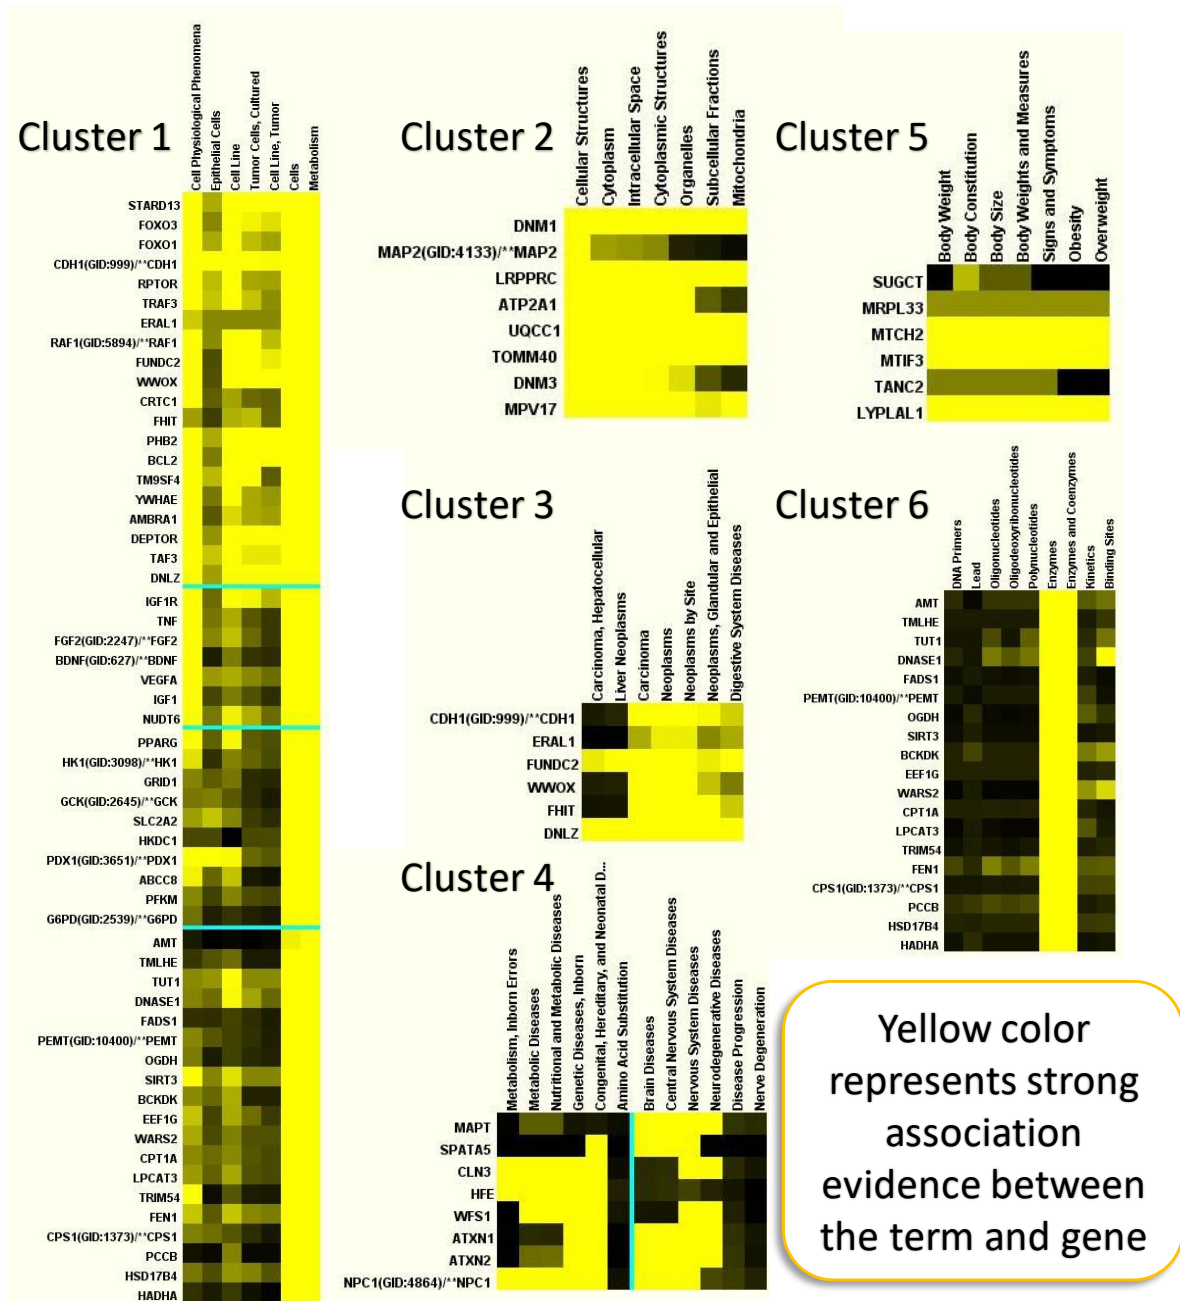 Cluster 1
Cell Physiological Phenomena
Epithelial Cells
Cell Line
Tumor Cells, Cultured
Cell Line, Tumor
Cells
Metabolism
STARD13
FOXO3
FOXO1
CDH1(GID:999)/**CDH1
RPTOR
TRAF3
ERAL1
RAF1(GID:5894)/**RAF1
FUNDC2
WWOX
CRTC1
FHIT
PHB2
BCL2
TM9SF4
YWHAE
AMBRA1
DEPTOR
TAF3
DNLZ
IGF1R
TNF
FGF2(GID:2247)/**FGF2
BDNF(GID:627)/**BDNF
VEGFA
IGF1
NUDT6
PPARG
HK1(GID:3098)/**HK1
GRID1
GCK(GID:2645)/**GCK
SLC2A2
HKDC1
PDX1(GID:3651)/**PDX1
ABCC8
PFKM
G6PD(GID:2539)/**G6PD
AMT
TMLHE
TUT1
DNASE1
FADS1
PEMT(GID:10400)/**PEMT
OGDH
SIRT3
BCKDK
EEF1G
WARS2
CPT1A
LPCAT3
TRIM54
FEN1
CPS1(GID:1373)/**CPS1
PCCB
HSD17B4
HADHA
Cluster 2
Cellular Structures
Cytoplasm
Intracellular Space
Cytoplasmic Structures
Organelles
Subcellular Fractions
Mitochondria
DNM1
MAP2(GID:4133)/**MAP2
LRPPRC
ATP2A1
UQCC1
TOMM40
DNM3
MPV17
Cluster 5
Body Weight
Body Constitution
Body Size
Body Weights and Measures
Signs and Symptoms
Obesity
Overweight
SUGCT
MRPL33
MTCH2
MTIF3
TANC2
LYPLAL1
Cluster 3
Carcinoma, Hepatocellular
Liver Neoplasms
Carcinoma
Neoplasms
Neoplasms by Site
Neoplasms, Glandular and Epithelial
Digestive System Diseases
CDH1(GID:999)/**CDH1
ERAL1
FUNDC2
WWOX
FHIT
DNLZ
Cluster 6
DNA Primers
Lead
Oligonucleotides
Oligodeoxyribonucleotides
Polynucleotides
Enzymes
Enzymes and Coenzymes
Kinetics
Binding Sites
AMT
TMLHE
TUT1
DNASE1
FADS1
PEMT(GID:10400)/**PEMT
OGDH
SIRT3
BCKDK
EEF1G
WARS2
CPT1A
LPCAT3
TRIM54
FEN1
CPS1(GID:1373)/**CPS1
PCCB
HSD17B4
HADHA
Cluster 4
Metabolism, Inborn Errors
Metabolic Diseases
Nutritional and Metabolic Diseases
Genetic Diseases, Inborn
Congenital, Hereditary, and Neonatal D...
Amino Acid Substitution
Brain Diseases
Central Nervous System Diseases
Nervous System Diseases
Neurodegenerative Diseases
Disease Progression
Nerve Degeneration
MAPT
SPATA5
CLN3
HFE
WFS1
ATXN1
ATXN2
NPC1(GID:4864)/**NPC1
Yellow color
represents strong
association
evidence between
the term and gene